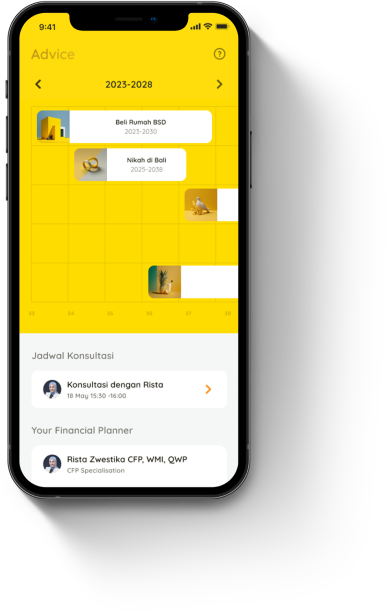 9:41
Advice
?
2023-2028
Beli Rumah BSD
2023-2030
Nikah di Bali
2025-2038
23 24 25 26 27 28
Jadwal Konsultasi
Konsultasi dengan Rista
18 May 15:30 -16:00
Your Financial Planner
Rista Zwestika CFP, WMI, QWP
CFP Specialisation